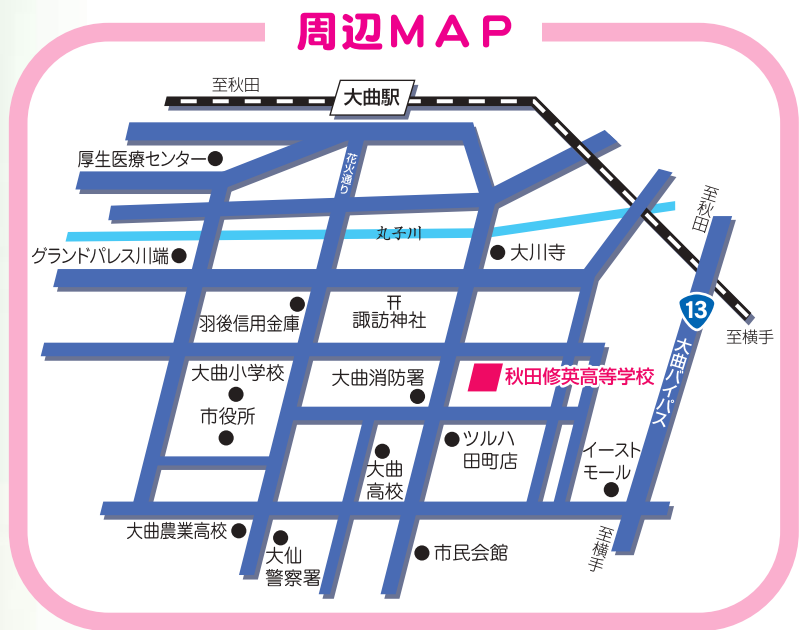 周辺MAP
至秋田
大曲駅
厚生医療センター
花火通り
至秋田
丸子川
グランドパレス川端
大川寺
13
羽後信用金庫
諏訪神社
至横手
大曲バイパス
大曲小学校
大曲消防署
秋田修英高等学校
市役所
ツルハ
田町店
大曲
高校
イースト
モール
大曲農業高校
大仙
警察署
市民会館
至横手